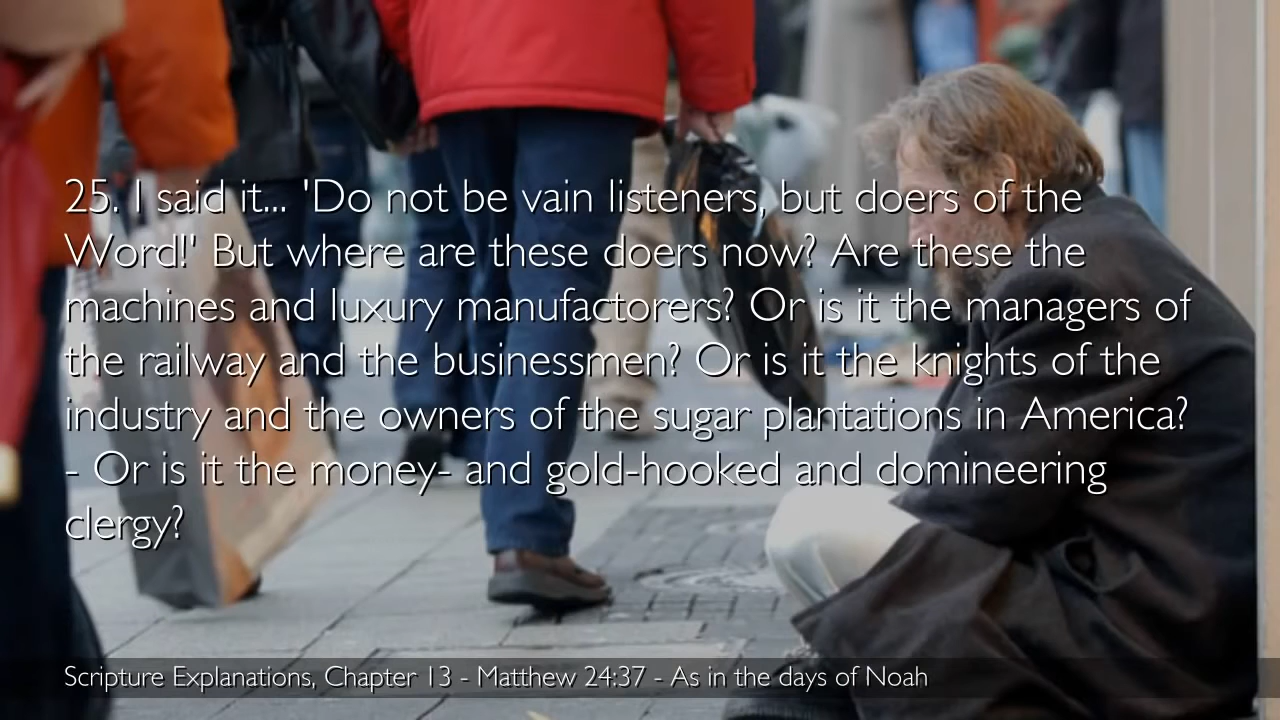 25. I said it... 'Do not be vain listeners, but doers of the
Word!' But where are these doers now? Are these the
machines and luxury manufactorers? Or is it the managers of
the railway and the businessmen? Or is it the knights of the
industry and the owners of the sugar plantations in America?
- Or is it the money- and gold-hooked and domineering
clergy?
Scripture Explanations, Chapter 13 - Matthew 24:37 - As in the days of Noah